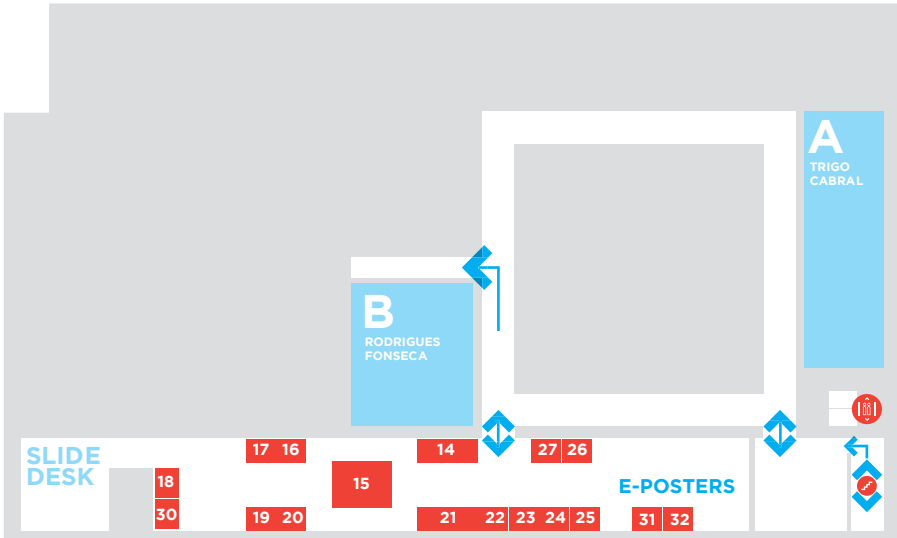 A
TRIGO
CABRAL
B
RODRIGUES
FONSECA
SLIDE
DESK
17 16
14
27 26
18
15
E-POSTERS
30
19 20
21 22 23 24 25
31 32